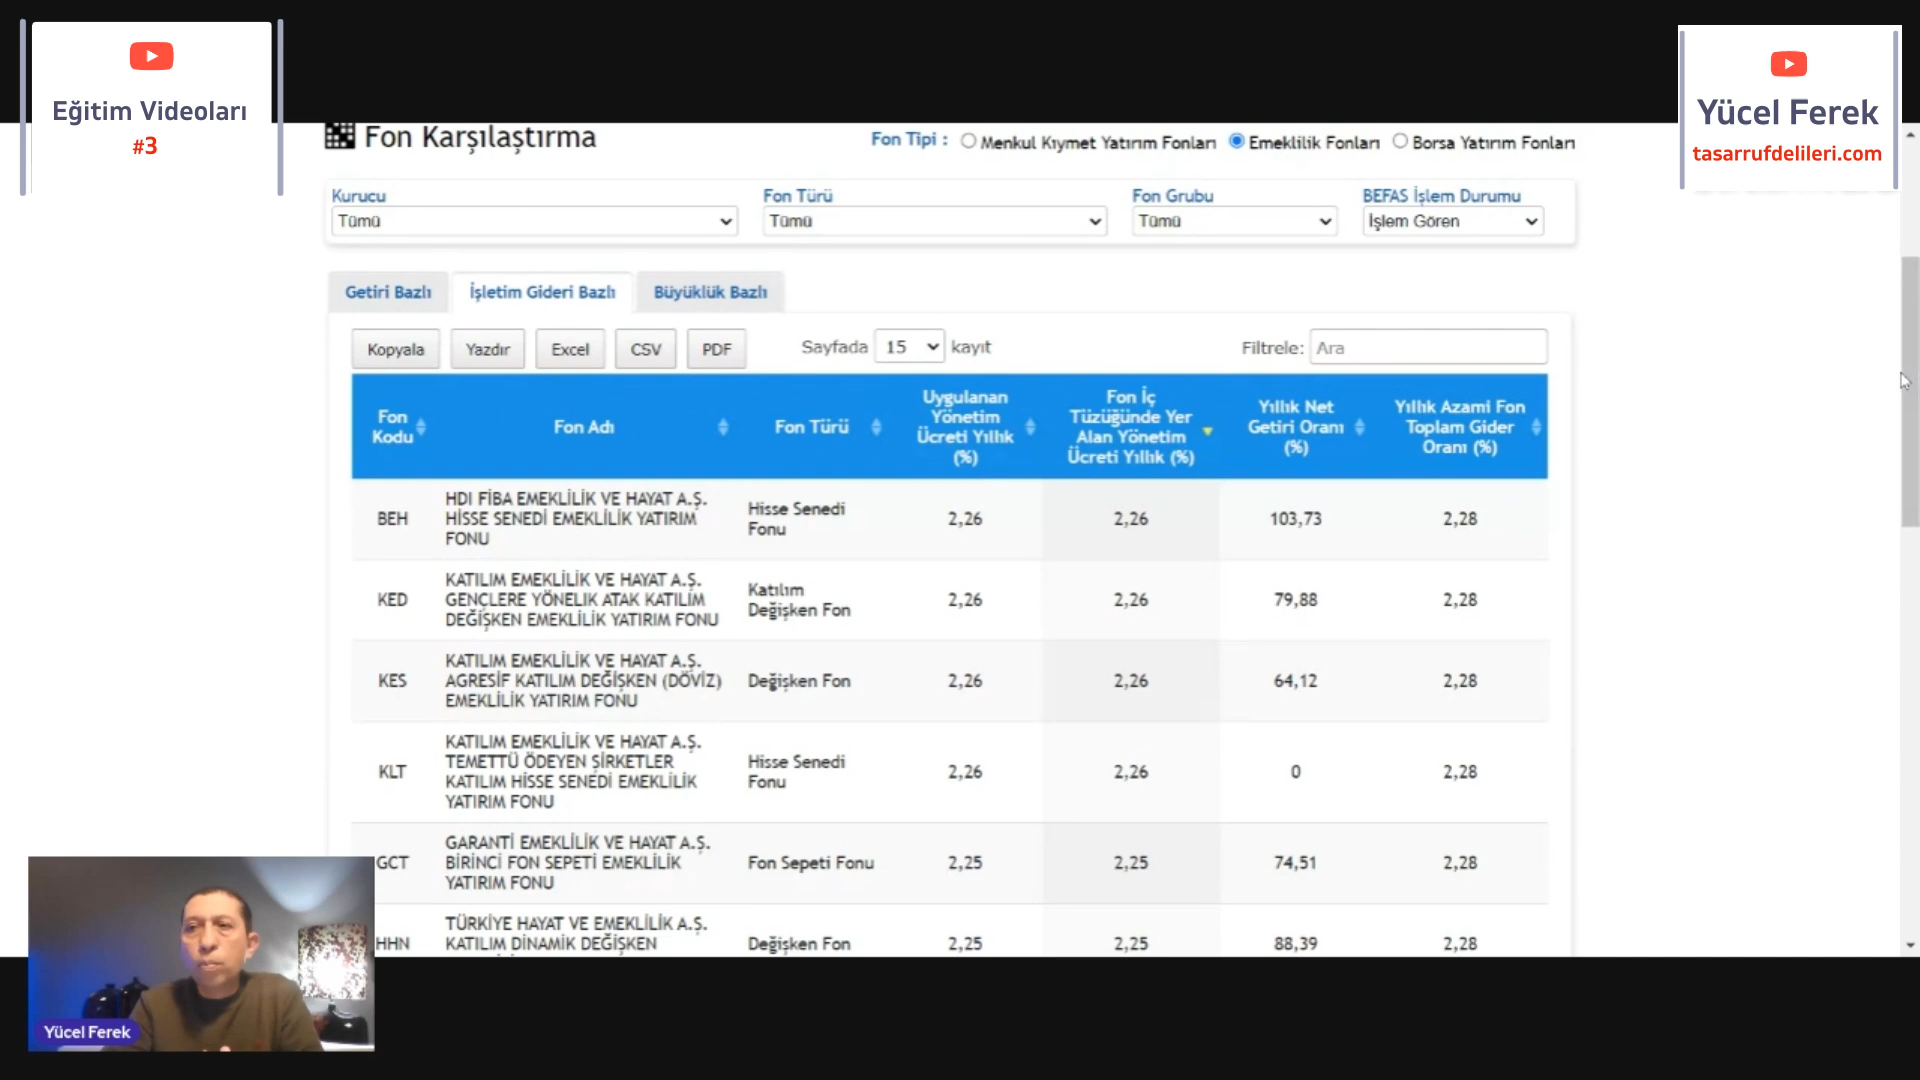 Eğitim Videoları
#3
Yücel Ferek
tasarrufdelileri.com
Fon Karşılaştırma
Fon Tipi : Menkul Kıymet Yatırım Fonları Emeklilik Fonları Borsa Yatırım Fonları
Kurucu Fon Türü Fon Grubu BEFAS İşlem Durumu
Tümü Tümü Tümü İşlem Gören
Getiri Bazlı İşletim Gideri Bazlı Büyüklük Bazlı
Kopyala Yazdır Excel CSV PDF Sayfada 15 kayıt Filtrele: Ara
Fon
Kodu
Fon Adı
Fon Türü
Uygulanan
Yönetim
Ücreti Yıllık
(%)
Fon İç
Tüzüğünde Yer
Alan Yönetim
Ücreti Yıllık (%)
Yıllık Net
Getiri Oranı
(%)
Yıllık Azami Fon
Toplam Gider
Oranı (%)
BEH
HDI FİBA EMEKLİLİK VE HAYAT A.Ş.
HİSSE SENEDİ EMEKLİLİK YATIRIM
FONU
Hisse Senedi
Fonu
2,26 2,26 103,73 2,28
KED
KATILIM EMEKLİLİK VE HAYAT A.Ş.
GENÇLERE YÖNELIK ATAK KATILIM
DEĞİŞKEN EMEKLİLİK YATIRIM FONU
Katılım
Değişken Fon
2,26 2,26 79,88 2,28
KES
KATILIM EMEKLİLİK VE HAYAT A.Ş.
AGRESİF KATILIM DEĞİŞKEN (DÖVİZ)
EMEKLİLİK YATIRIM FONU
Değişken Fon
2,26 2,26 64,12 2,28
KLT
KATILIM EMEKLİLİK VE HAYAT A.Ş.
TEMETTÜ ÖDEYEN ŞİRKETLER
KATILIM HİSSE SENEDİ EMEKLİLİK
YATIRIM FONU
Hisse Senedi
Fonu
2,26 2,26 0 2,28
GCT
GARANTİ EMEKLİLİK VE HAYAT A.Ş.
BİRİNCİ FON SEPETİ EMEKLİLİK
YATIRIM FONU
Fon Sepeti Fonu
2,25 2,25 74,51 2,28
HHN
TÜRKİYE HAYAT VE EMEKLİLİK A.Ş.
KATILIM DİNAMİK DEĞİŞKEN
Değişken Fon
2,25 2,25 88,39 2,28
Yücel Ferek